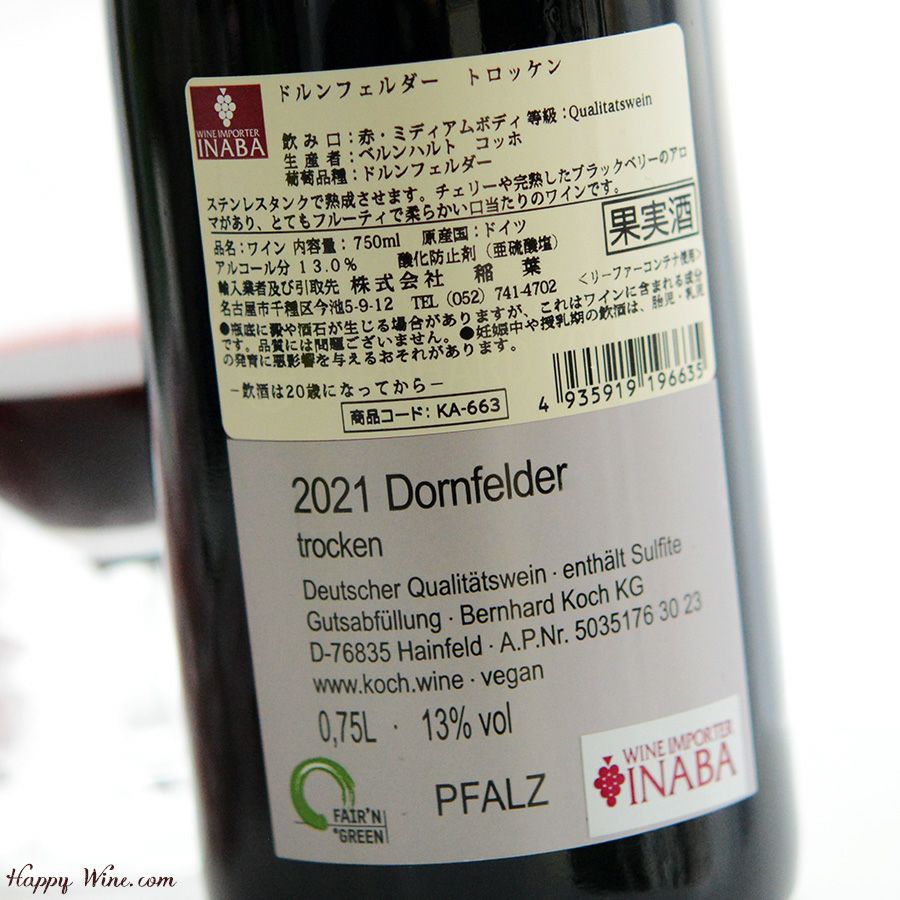 ドルンフェルダー トロッケン
WINE IMPORTER
INABA
飲み口：赤・ミディアムボディ 等級：Qualitatswein
生産者：ベルンハルト コッホ
葡萄品種：ドルンフェルダー
ステンレスタンクで熟成させます。チェリーや完熟したブラックベリーのアロ
マがあり、とてもフルーティで柔らかい口当たりのワインです。
果実酒
品名：ワイン 内容量：750ml 原産国：ドイツ
アルコール分 13.0% 酸化防止剤（亜硫酸塩）
輸入業者及び引取先 株式会社 稲葉 <リーファーコンテナ使用>
名古屋市千種区今池5-9-12 TEL（052）741-4702
●瓶底に澱や酒石が生じる場合がありますが、これはワインに含まれる成分
です。品質には問題ございません。●妊娠中や授乳期の飲酒は、胎児・乳児
の発育に悪影響を与えるおそれがあります。
－飲酒は20歳になってから－
商品コード：KA-663
4 935919 196635
2021 Dornfelder
trocken
Deutscher Qualitätswein · enthält Sulfite
Gutsabfüllung · Bernhard Koch KG
D-76835 Hainfeld · A.P.Nr. 5035176 30 23
www.koch.wine · vegan
0,75L · 13% vol
FAIR'N
GREEN
PFALZ
WINE IMPORTER
INABA
Happy Wine.com